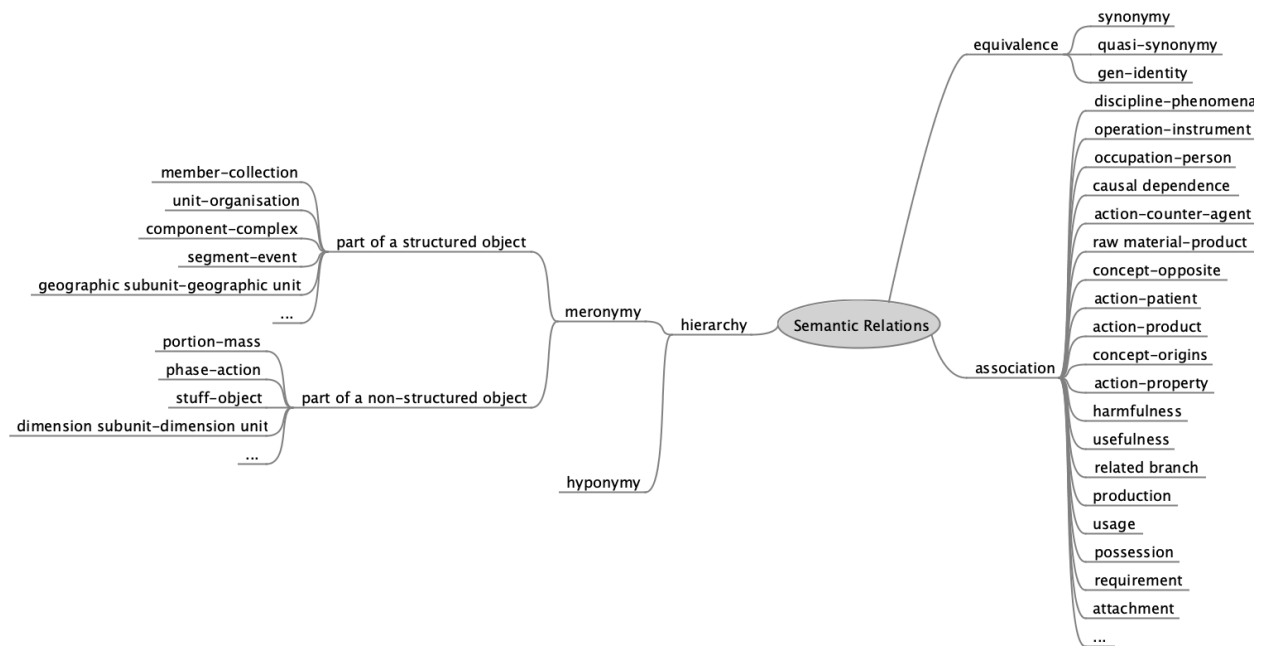 synonymy
equivalence
quasi-synonymy
gen-identity
discipline-phenomena
operation-instrument
occupation-person
causal dependence
action-counter-agent
raw material-product
concept-opposite
action-patient
action-product
concept-origins
action-property
harmfulness
usefulness
related branch
production
usage
possession
requirement
attachment
...
association
Semantic Relations
hierarchy
meronymy
hyponymy
part of a structured object
member-collection
unit-organisation
component-complex
segment-event
geographic subunit-geographic unit
...
part of a non-structured object
portion-mass
phase-action
stuff-object
dimension subunit-dimension unit
...